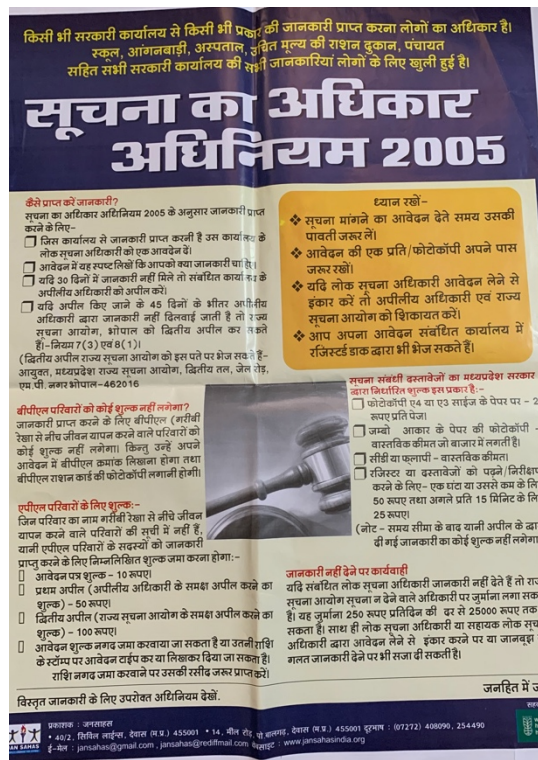 किसी भी सरकारी कार्यालय से किसी भी प्रकार की जानकारी प्राप्त करना लोगों का अधिकार है।
स्कूल, आंगनबाड़ी, अस्पताल, उचित मूल्य की राशन दुकान, पंचायत
सहित सभी सरकारी कार्यालय की सभी जानकारियां लोगों के लिए खुली हुई है।
सूचना का अधिकार
अधिनियम 2005
कैसे प्राप्त करें जानकारी?
सूचना का अधिकार अधिनियम 2005 के अनुसार जानकारी प्राप्त
करने के लिए-
जिस कार्यालय से जानकारी प्राप्त करनी है उस कार्यालय के
लोक सूचना अधिकारी को एक आवेदन दें।
आवेदन में यह स्पष्ट लिखें कि आपको क्या जानकारी चाहिए।
यदि 30 दिनों में जानकारी नहीं मिले तो संबंधित कार्यालय के
अपीलीय अधिकारी को अपील करें।
यदि अपील किए जाने के 45 दिनों के भीतर अपीलीय
अधिकारी द्वारा जानकारी नहीं दिलवाई जाती है तो राज्य
सूचना आयोग, भोपाल को द्वितीय अपील कर सकते
हैं।-नियम 7(3) एवं 8(1)।
(द्वितीय अपील राज्य सूचना आयोग को इस पते पर भेज सकते हैं-
आयुक्त, मध्यप्रदेश राज्य सूचना आयोग, द्वितीय तल, जेल रोड,
एम.पी. नगर भोपाल-462016
बीपीएल परिवारों को कोई शुल्क नहीं लगेगा?
जानकारी प्राप्त करने के लिए बीपीएल (गरीबी
रेखा से नीचे जीवन यापन करने वाले परिवारों को
कोई शुल्क नहीं लगेगा। किन्तु उन्हें अपने
आवेदन में बीपीएल क्रमांक लिखना होगा तथा
बीपीएल राशन कार्ड की फोटोकॉपी लगानी होगी।
एपीएल परिवारों के लिए शुल्क:-
जिन परिवार का नाम गरीबी रेखा से नीचे जीवन
यापन करने वाले परिवारों की सूची में नहीं हैं,
यानी एपीएल परिवारों के सदस्यों को जानकारी
प्राप्त करने के लिए निम्नलिखित शुल्क जमा करना होगा:-
आवेदन पत्र शुल्क - 10 रूपए।
प्रथम अपील (अपीलीय अधिकारी के समक्ष अपील करने का
शुल्क) - 50 रूपए।
द्वितीय अपील (राज्य सूचना आयोग के समक्ष अपील करने का
शुल्क) - 100 रूपए।
आवेदन शुल्क नगद जमा करवाया जा सकता है या उतनी राशि
के स्टॉम्प पर आवेदन टाईप कर या लिखकर दिया जा सकता है।
राशि नगद जमा करवाने पर उसकी रसीद जरूर प्राप्त करें।
ध्यान रखें-
❖ सूचना मांगने का आवेदन देते समय उसकी
पावती जरूर लें।
❖ आवेदन की एक प्रति/फोटोकॉपी अपने पास
जरूर रखें।
❖ यदि लोक सूचना अधिकारी आवेदन लेने से
इंकार करें तो अपीलीय अधिकारी एवं राज्य
सूचना आयोग को शिकायत करें।
❖ आप अपना आवेदन संबंधित कार्यालय में
रजिस्टर्ड डाक द्वारा भी भेज सकते हैं।
सूचना संबंधी दस्तावेजों का मध्यप्रदेश सरकार
द्वारा निर्धारित शुल्क इस प्रकार है:-
फोटोकॉपी ए4 या ए3 साईज के पेपर पर - 2
रूपए प्रति पेज।
जम्बो आकार के पेपर की फोटोकॉपी -
वास्तविक कीमत जो बाजार में लगती है।
सीडी या फ्लापी - वास्तविक कीमत।
रजिस्टर या दस्तावेजों को पढ़ने/निरीक्षण
करने के लिए- एक घंटा या उससे कम के लि
50 रूपए तथा अगले प्रति 15 मिनट के लि
25 रूपए।
(नोट - समय सीमा के बाद यानी अपील के द्वा
दी गई जानकारी का कोई शुल्क नहीं लगेगा
जानकारी नहीं देने पर कार्यवाही
यदि संबंधित लोक सूचना अधिकारी जानकारी नहीं देते हैं तो रा
सूचना आयोग सूचना न देने वाले अधिकारी पर जुर्माना लगा सक
है। यह जुर्माना 250 रूपए प्रतिदिन की दर से 25000 रूपए तक
सकता है। साथ ही लोक सूचना अधिकारी या सहायक लोक सूच
अधिकारी द्वारा आवेदन लेने से इंकार करने पर या जानबूझ
गलत जानकारी देने पर भी सजा दी सकती है।
विस्तृत जानकारी के लिए उपरोक्त अधिनियम देखें.
जनहित में ज
JAN SAHAS
प्रकाशक : जनसाहस
* 40/2, सिविल लाईन्स, देवास (म.प्र.) 455001 * 14, मील रोड, पो.बालगढ़, देवास (म.प्र.) 455001 दूरभाष : (07272) 408090, 254490
ई-मेल : jansahas@gmail.com, jansahas@rediffmail.com वेबसाइट : www.jansahasindia.org
सहय